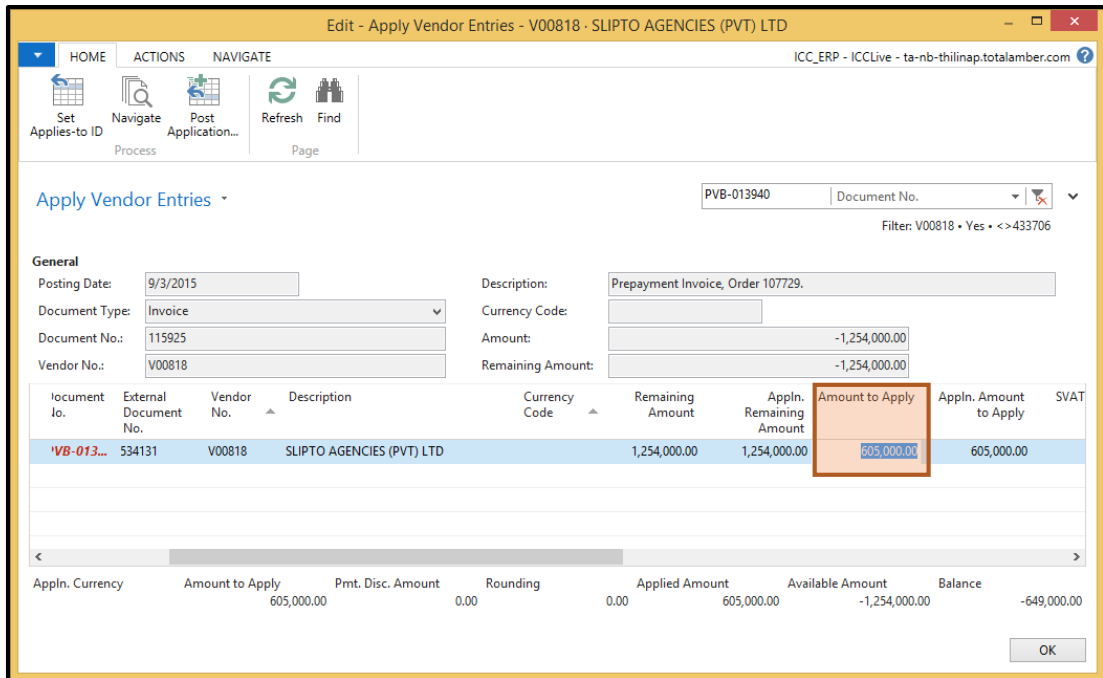 Edit - Apply Vendor Entries - V00818 · SLIPTO AGENCIES (PVT) LTD
HOME ACTIONS NAVIGATE ICC_ERP - ICCLive - ta-nb-thilinap.totalamber.com
Set Applies-to ID
Navigate
Post Application...
Refresh
Find
Process
Page
Apply Vendor Entries
PVB-013940 Document No.
Filter: V00818 • Yes • <>433706
General
Posting Date: 9/3/2015 Description: Prepayment Invoice, Order 107729.
Document Type: Invoice Currency Code:
Document No.: 115925 Amount: -1,254,000.00
Vendor No.: V00818 Remaining Amount: -1,254,000.00
ocument External Vendor Description Currency Remaining Appln. Amount to Apply Appln. Amount SVAT
lo. Document No. Code Amount Remaining to Apply
No. Amount
VB-013... 534131 V00818 SLIPTO AGENCIES (PVT) LTD 1,254,000.00 1,254,000.00 605,000.00 605,000.00
Appln. Currency Amount to Apply Pmt. Disc. Amount Rounding Applied Amount Available Amount Balance
605,000.00 0.00 0.00 605,000.00 -1,254,000.00 -649,000.00
OK